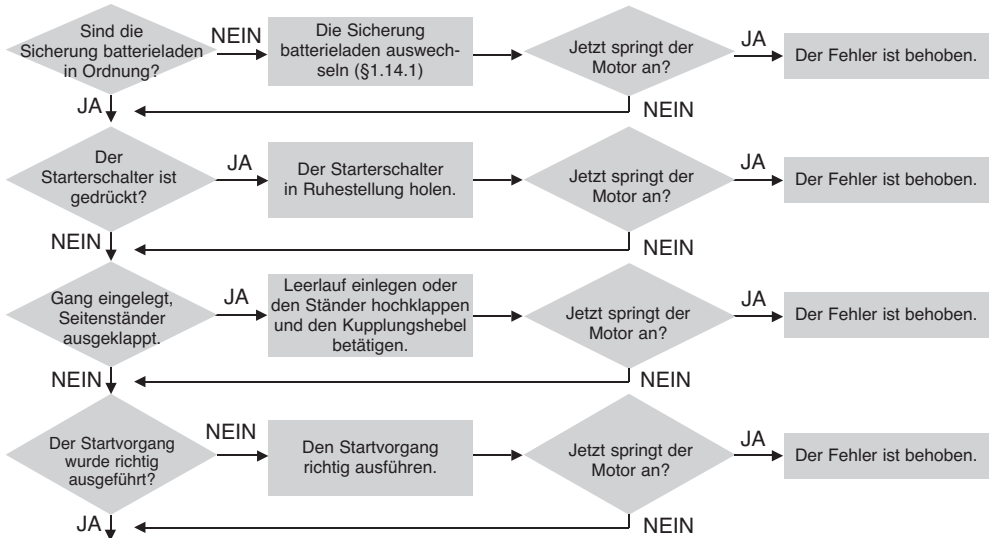 Sind die
Sicherung batterieladen
in Ordnung?
NEIN
Die Sicherung
batterieladen auswech-
seln (§1.14.1)
Jetzt springt der
Motor an?
JA
Der Fehler ist behoben.
JA
NEIN
Der
Starterschalter ist
gedrückt?
JA
Der Starterschalter
in Ruhestellung holen.
Jetzt springt der
Motor an?
JA
Der Fehler ist behoben.
NEIN
NEIN
Gang eingelegt,
Seitenständer
ausgeklappt.
JA
Leerlauf einlegen oder
den Ständer hochklappen
und den Kupplungshebel
betätigen.
Jetzt springt der
Motor an?
JA
Der Fehler ist behoben.
NEIN
NEIN
Der Startvorgang
wurde richtig
ausgeführt?
NEIN
Den Startvorgang
richtig ausführen.
Jetzt springt der
Motor an?
JA
Der Fehler ist behoben.
JA
NEIN